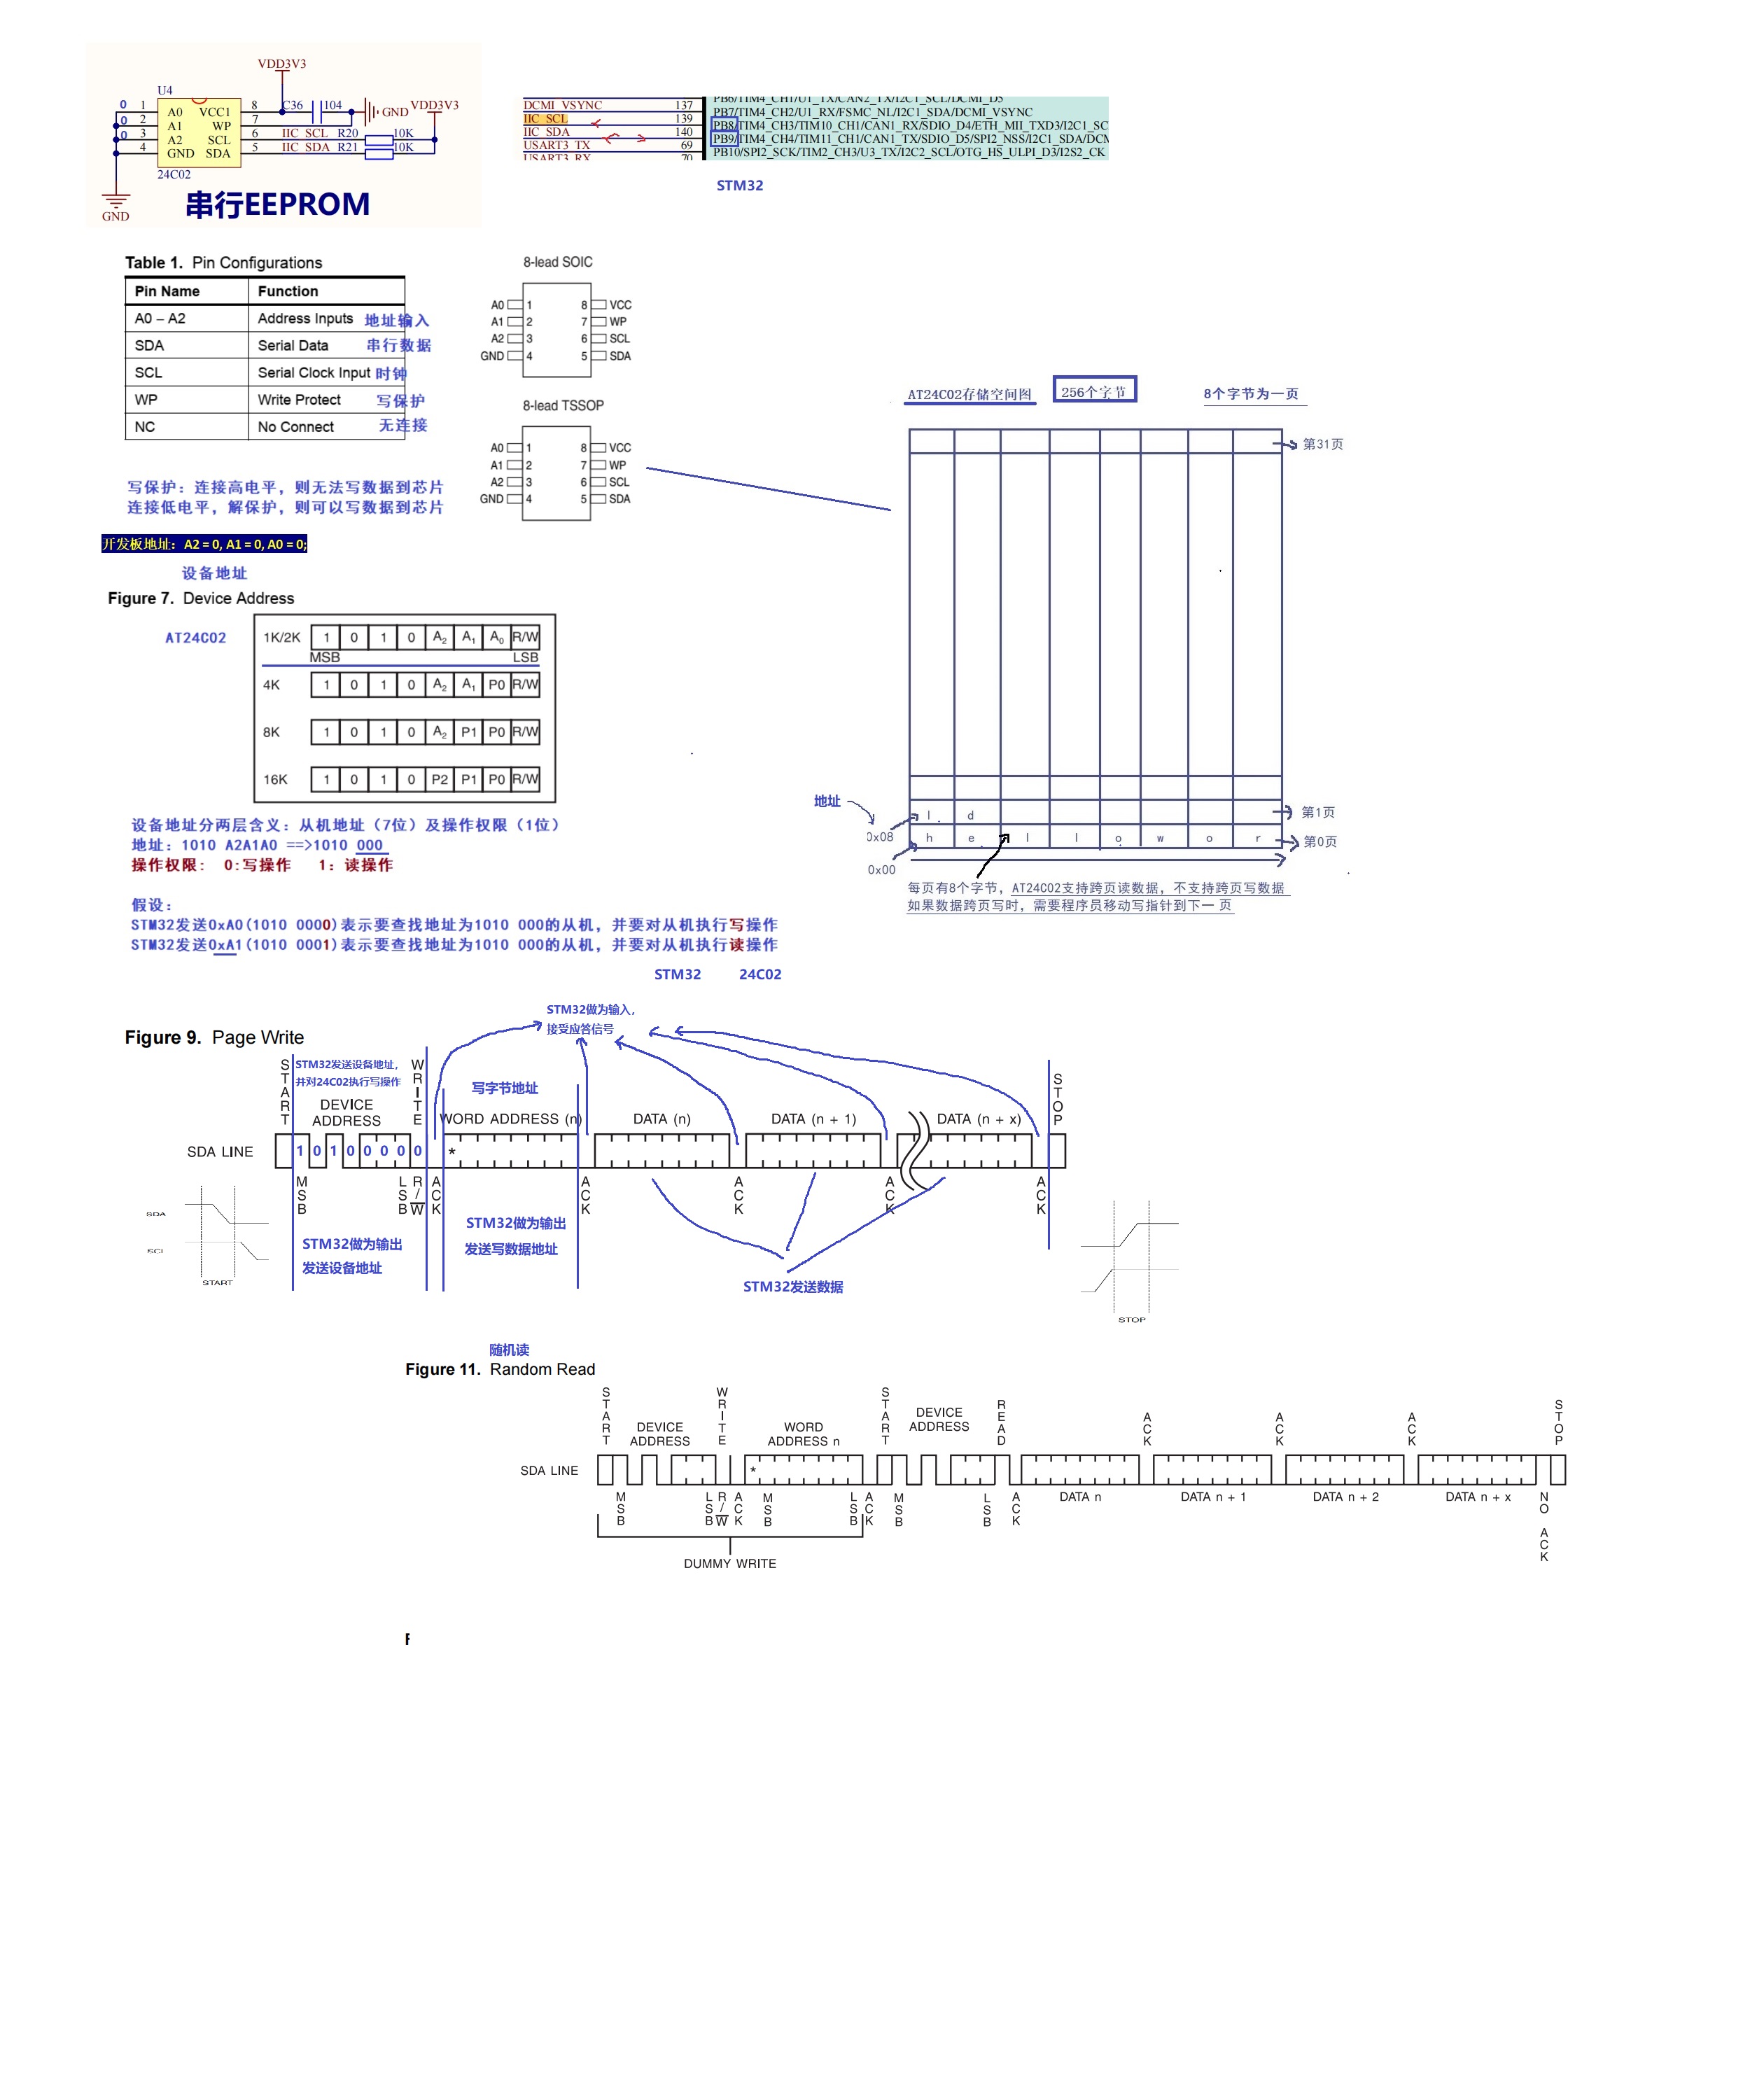 VDD3V3
U4
0 1 A0 VCC1 8 C36 104 GND VDD3V3
0 2 A1 WP 7
0 3 A2 SCL 6 IIC SCL R20 10K
4 GND SDA 5 IIC SDA R21 10K
24C02
GND
串行EEPROM
PB6/TIM4_CH1/U1_TX/CAN2_TX/I2C1_SCL/DCMI_D5
DCMI_VSYNC 137 PB7/TIM4_CH2/U1_RX/FSMC_NL/I2C1_SDA/DCMI_VSYNC
IIC_SCL 139 PB8/TIM4_CH3/TIM10_CH1/CAN1_RX/SDIO_D4/ETH_MII_TXD3/I2C1_SC
IIC_SDA 140 PB9/TIM4_CH4/TIM11_CH1/CAN1_TX/SDIO_D5/SPI2_NSS/I2C1_SDA/DCM
USART3_TX 69 PB10/SPI2_SCK/TIM2_CH3/U3_TX/I2C2_SCL/OTG_HS_ULPI_D3/I2S2_CK
USART3 RX 70
STM32
Table 1. Pin Configurations
Pin Name Function
A0 – A2 Address Inputs 地址输入
SDA Serial Data 串行数据
SCL Serial Clock Input 时钟
WP Write Protect 写保护
NC No Connect 无连接
8-lead SOIC
A0 1 8 VCC
A1 2 7 WP
A2 3 6 SCL
GND 4 5 SDA
8-lead TSSOP
A0 1 8 VCC
A1 2 7 WP
A2 3 6 SCL
GND 4 5 SDA
写保护：连接高电平，则无法写数据到芯片
连接低电平，解保护，则可以写数据到芯片
开发板地址：A2 = 0, A1 = 0, A0 = 0;
设备地址
Figure 7. Device Address
AT24C02
1K/2K 1 0 1 0 A2 A1 A0 R/W
MSB LSB
4K 1 0 1 0 A2 A1 P0 R/W
8K 1 0 1 0 A2 P1 P0 R/W
16K 1 0 1 0 P2 P1 P0 R/W
设备地址分两层含义：从机地址（7位）及操作权限（1位）
地址：1010 A2A1A0 ==>1010 000
操作权限： 0:写操作 1：读操作
假设：
STM32发送0xA0(1010 0000)表示要查找地址为1010 000的从机，并要对从机执行写操作
STM32发送0xA1(1010 0001)表示要查找地址为1010 000的从机，并要对从机执行读操作
AT24C02存储空间图 256个字节 8个字节为一页
第31页
地址
l d 第1页
0x08 h e l l o w o r 第0页
0x00
每页有8个字节，AT24C02支持跨页读数据，不支持跨页写数据
如果数据跨页写时，需要程序员移动写指针到下一页
STM32 24C02
STM32做为输入，
接受应答信号
Figure 9. Page Write
START
STM32发送设备地址，
并对24C02执行写操作
WRITE
写字节地址
STOP
DEVICE ADDRESS
WORD ADDRESS (n) DATA (n) DATA (n + 1) DATA (n + x)
SDA LINE 1 0 1 0 0 0 0 0 *
MSB LSB R/W ACK ACK ACK ACK ACK
SDA
SCL
START
STM32做为输出
发送设备地址
STM32做为输出
发送写数据地址
STM32发送数据
STOP
随机读
Figure 11. Random Read
START WRITE START READ ACK ACK ACK STOP
DEVICE ADDRESS WORD ADDRESS n DEVICE ADDRESS
SDA LINE *
MSB LSB R/W ACK MSB LSB ACK MSB LSB ACK DATA n DATA n + 1 DATA n + 2 DATA n + x NO ACK
DUMMY WRITE
F